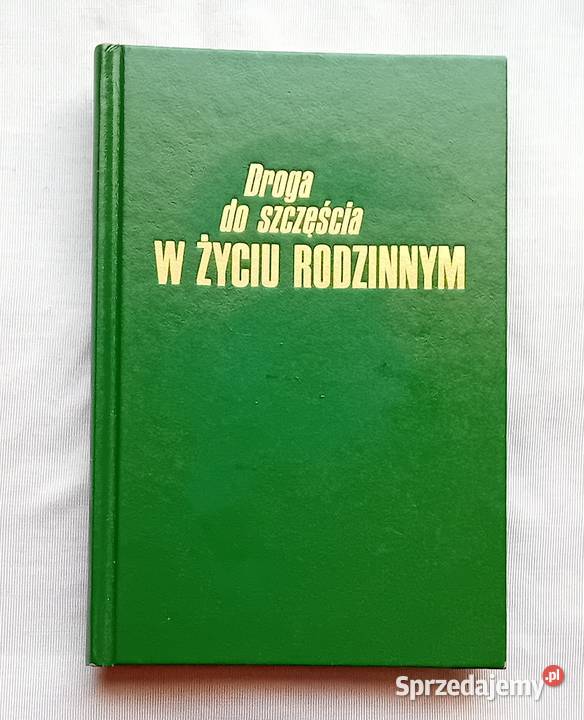 Droga
do szczęścia
W ŻYCIU RODZINNYM
Sprzedajemy.pl